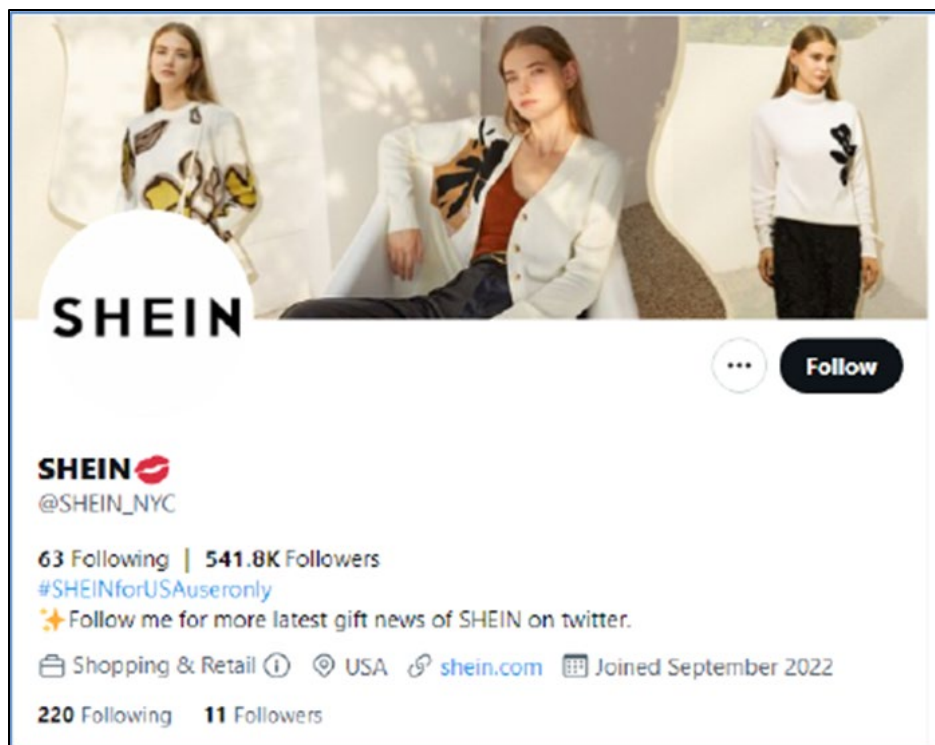 SHEIN
...
Follow
SHEIN💋
@SHEIN_NYC
63 Following | 541.8K Followers
#SHEINforUSAuseronly
✨Follow me for more latest gift news of SHEIN on twitter.
Shopping & Retail USA shein.com Joined September 2022
220 Following 11 Followers